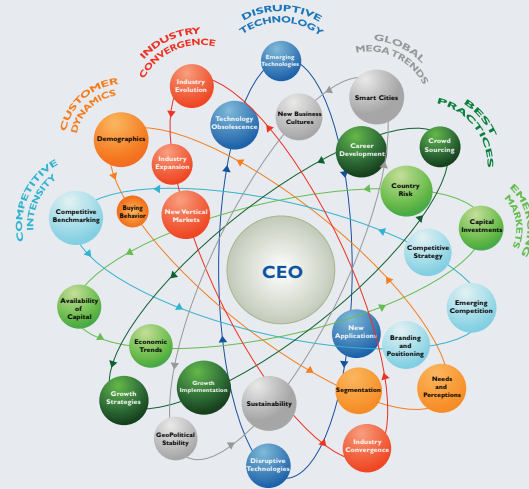 DISRUPTIVE
TECHNOLOGY
INDUSTRY
CONVERGENCE
GLOBAL
MEGATRENDS
CUSTOMER
DYNAMICS
BEST
PRACTICES
COMPETITIVE
INTENSITY
MARKETS
Emerging
Technologies
Industry
Evolution
Smart Cities
Technology
Obsolescence
New Business
Cultures
Demographics
Career
Development
Crowd
Sourcing
Industry
Expansion
Country
Risk
Competitive
Benchmarking
Buying
Behavior
New Vertical
Markets
Capital
Investments
Competitive
Strategy
CEO
Availability
of
Capital
Emerging
Competition
Economic
Trends
New
Applications
Branding
and
Positioning
Growth
Strategies
Growth
Implementation
Sustainability
Segmentation
Needs
and
Perceptions
GeoPolitical
Stability
Industry
Convergence
Disruptive
Technologies